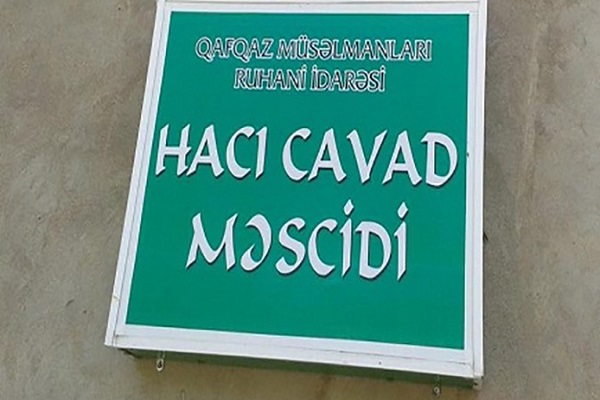 QAFQAZ MÜSƏLMANLARI
RUHANİ İDARƏSİ
HACI CAVAD
MƏSCİDİ